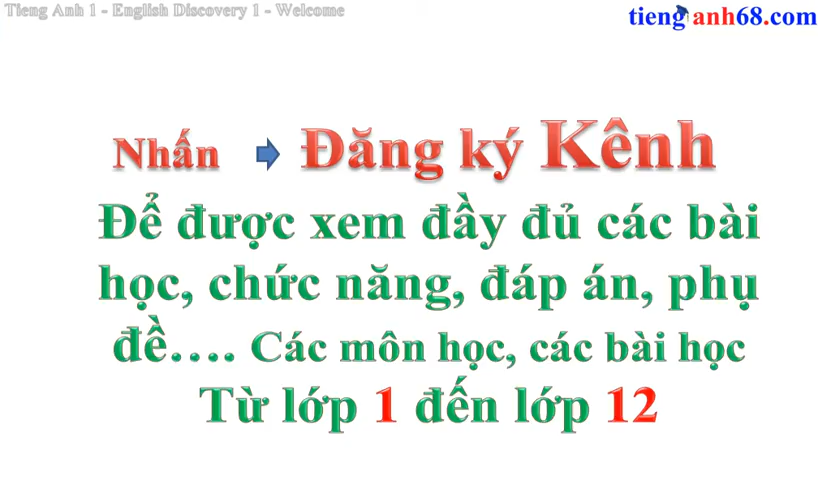 Tieng Anh 1 - English Discovery 1 - Welcome
tienganh68.com
Nhấn Đăng ký Kênh
Để được xem đầy đủ các bài
học, chức năng, đáp án, phụ
đề…. Các môn học, các bài học
Từ lớp 1 đến lớp 12